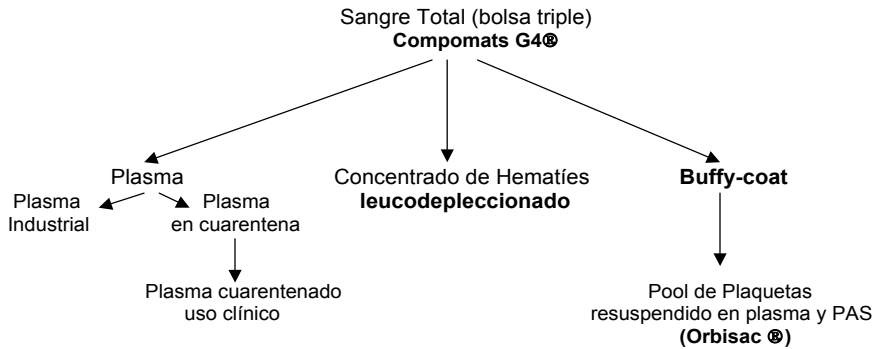 Sangre Total (bolsa triple)
Compomats G4®
Plasma
Concentrado de Hematíes
leucodepleccionado
Buffy-coat
Plasma
Industrial
Plasma
en cuarentena
Plasma cuarentenado
uso clínico
Pool de Plaquetas
resuspendido en plasma y PAS
(Orbisac ®)